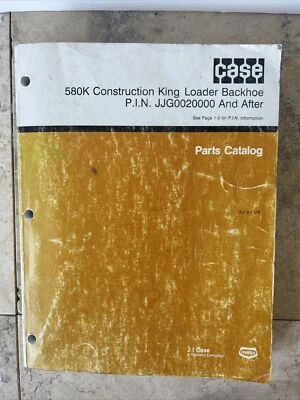 case
580K Construction King Loader Backhoe
P.I.N. JJG0020000 And After
See Page 1-2 for P.I.N. Information
Parts Catalog
J I Case
A Tenneco Company